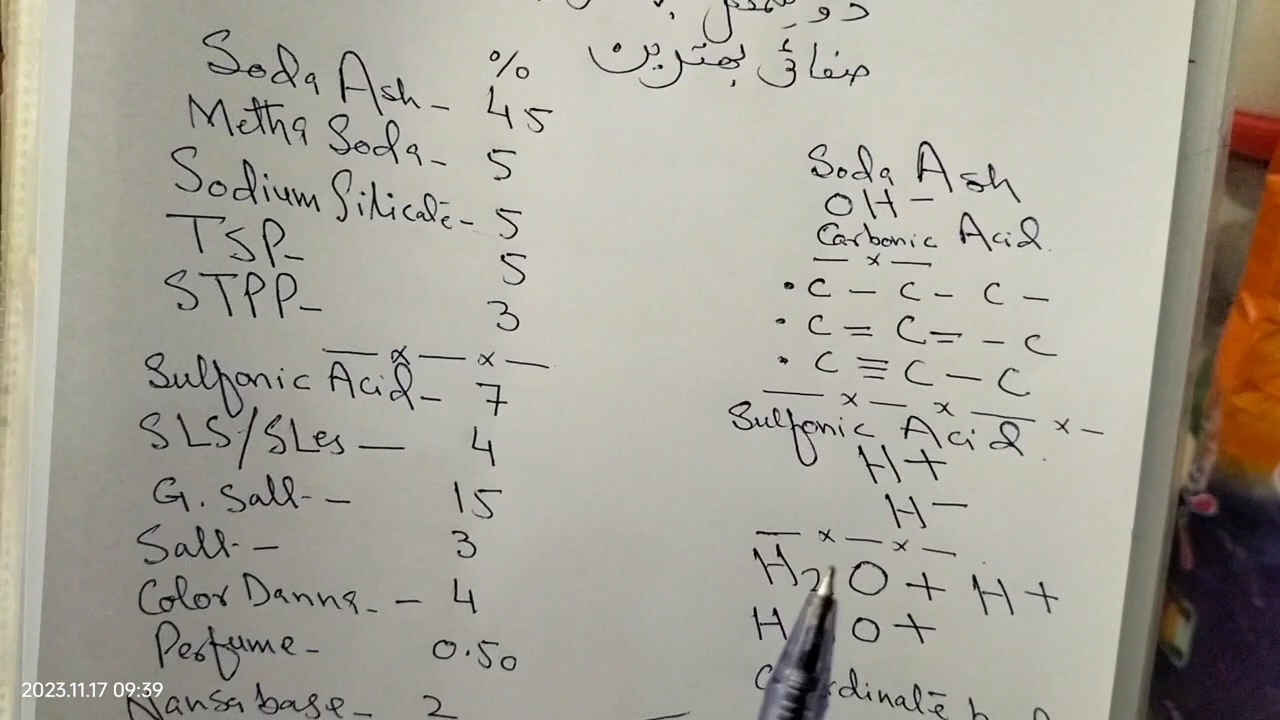 صفائی بہترین
%
Soda Ash - 45
Metha Soda - 5
Sodium Silicate - 5
TSP - 5
STPP - 3
— x — x —
Sulfonic Acid - 7
SLS/SLes — 4
G. Salt - 15
Salt - 3
Color Danna - 4
Perfume - 0.50
Nansa base - 2
Soda Ash
OH -
Carbonic Acid.
— x —
• C - C - C -
• C = C = - C
• C ≡ C - C
— x — x — x -
Sulfonic Acid.
H+
H -
— x — x —
H2O + H+
H O +
2023.11.17 09:39